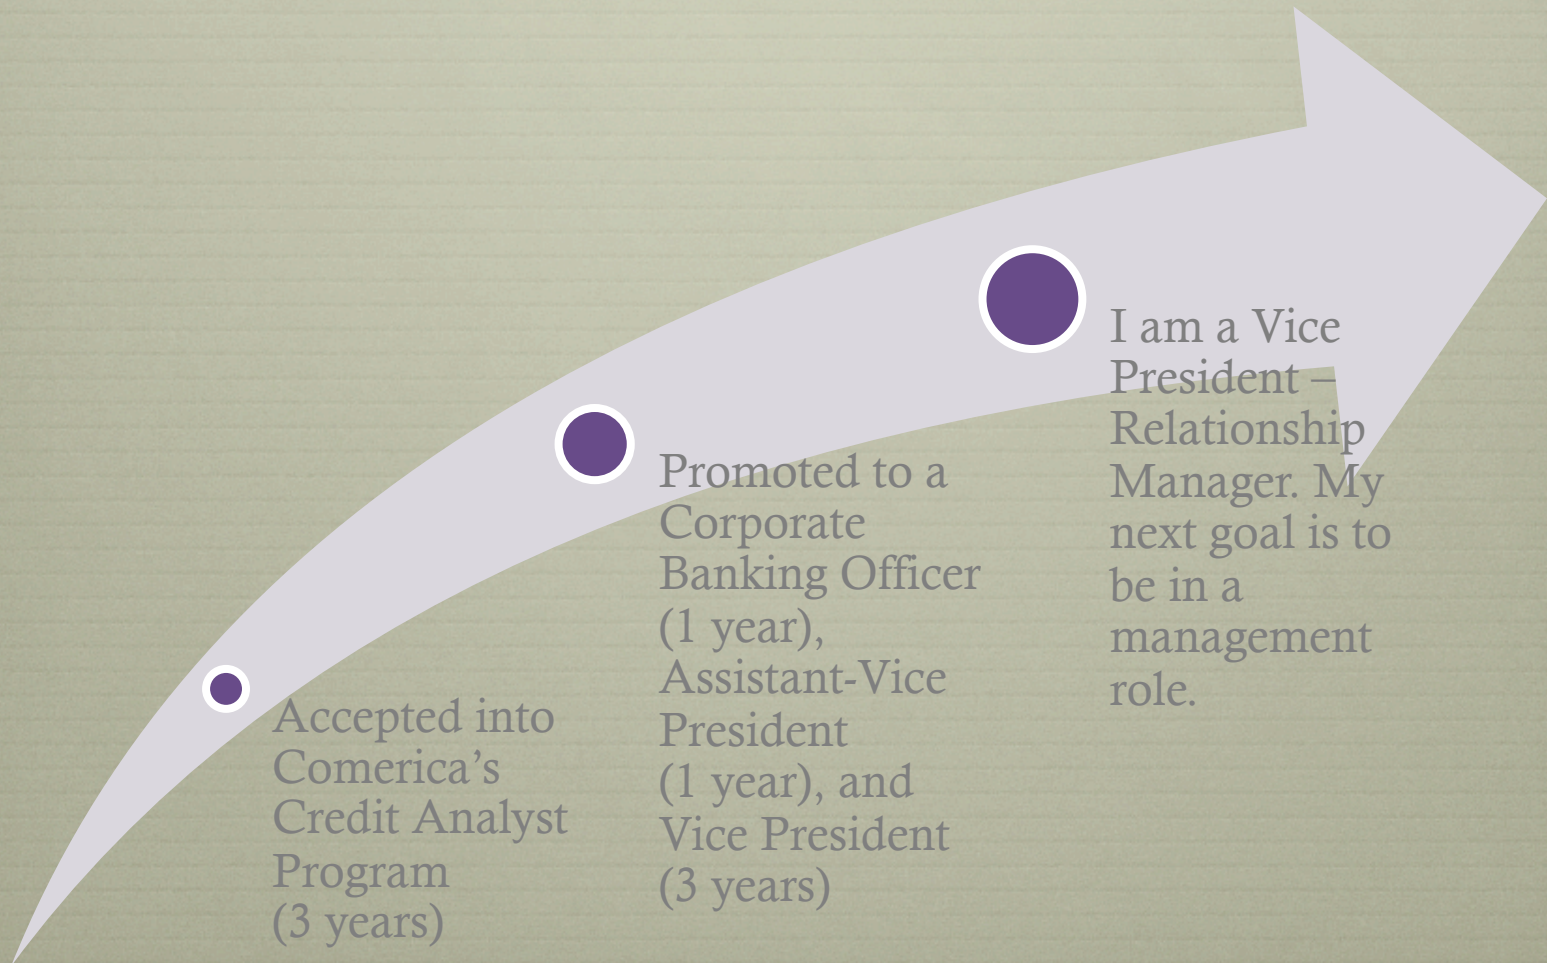 Accepted into
Comerica’s
Credit Analyst
Program
(3 years)
Promoted to a
Corporate
Banking Officer
(1 year),
Assistant-Vice
President
(1 year), and
Vice President
(3 years)
I am a Vice
President –
Relationship
Manager. My
next goal is to
be in a
management
role.